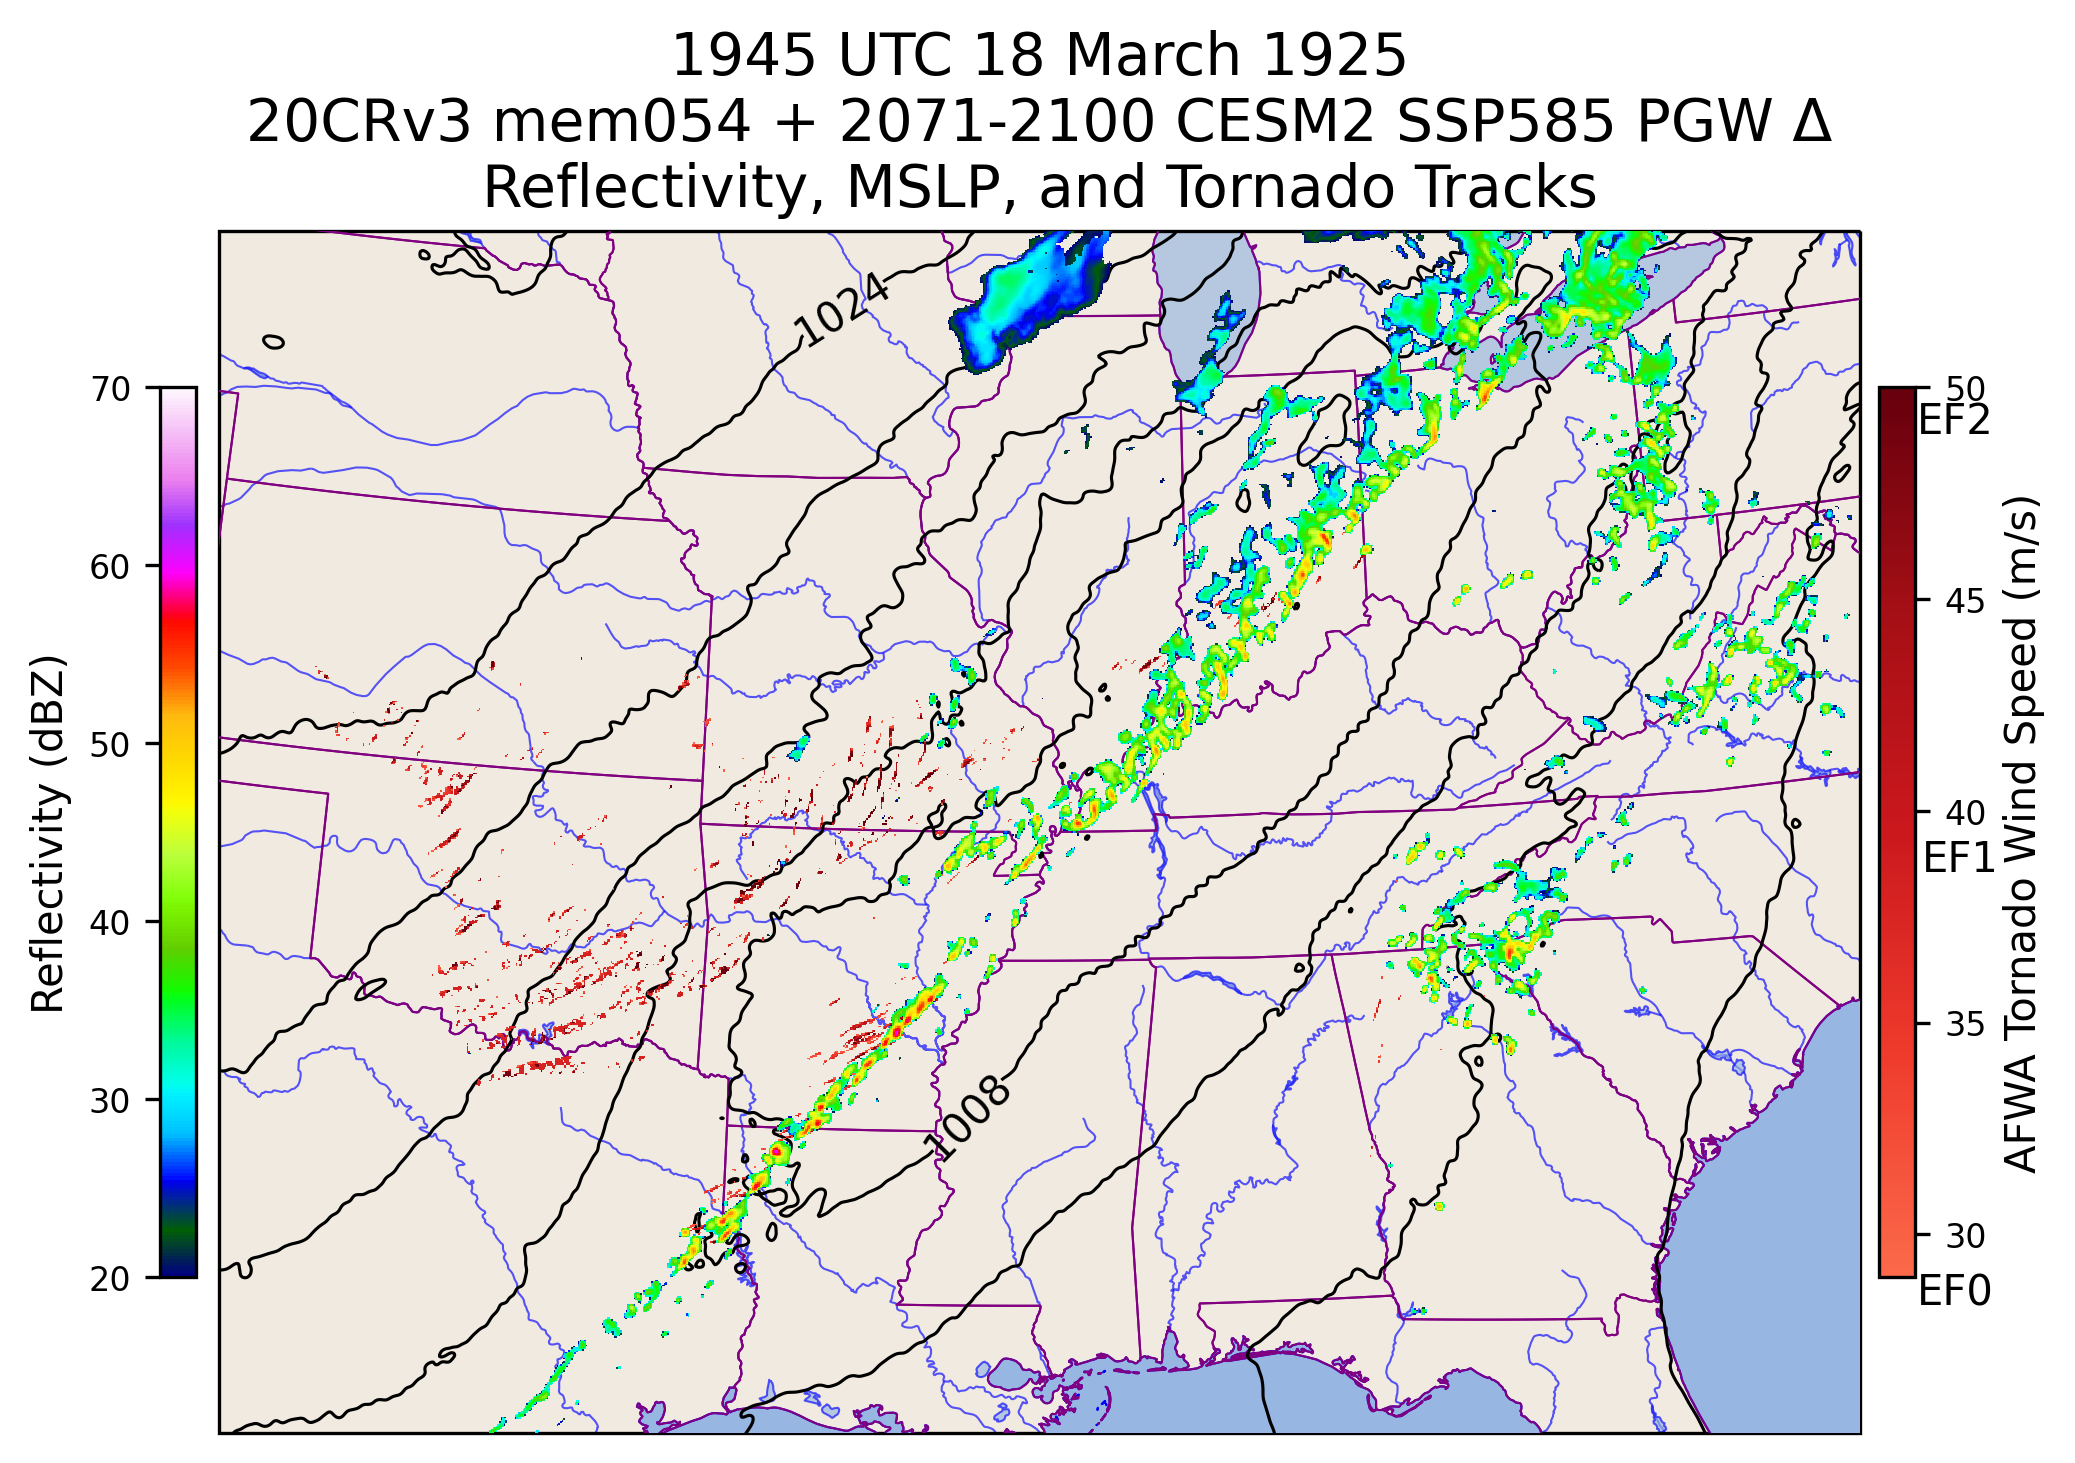 1945 UTC 18 March 1925
20CRv3 mem054 + 2071-2100 CESM2 SSP585 PGW Δ
Reflectivity, MSLP, and Tornado Tracks
1024
1008
Reflectivity (dBZ)
70
60
50
40
30
20
50
EF2
45
40
EF1
35
30
EF0
AFWA Tornado Wind Speed (m/s)